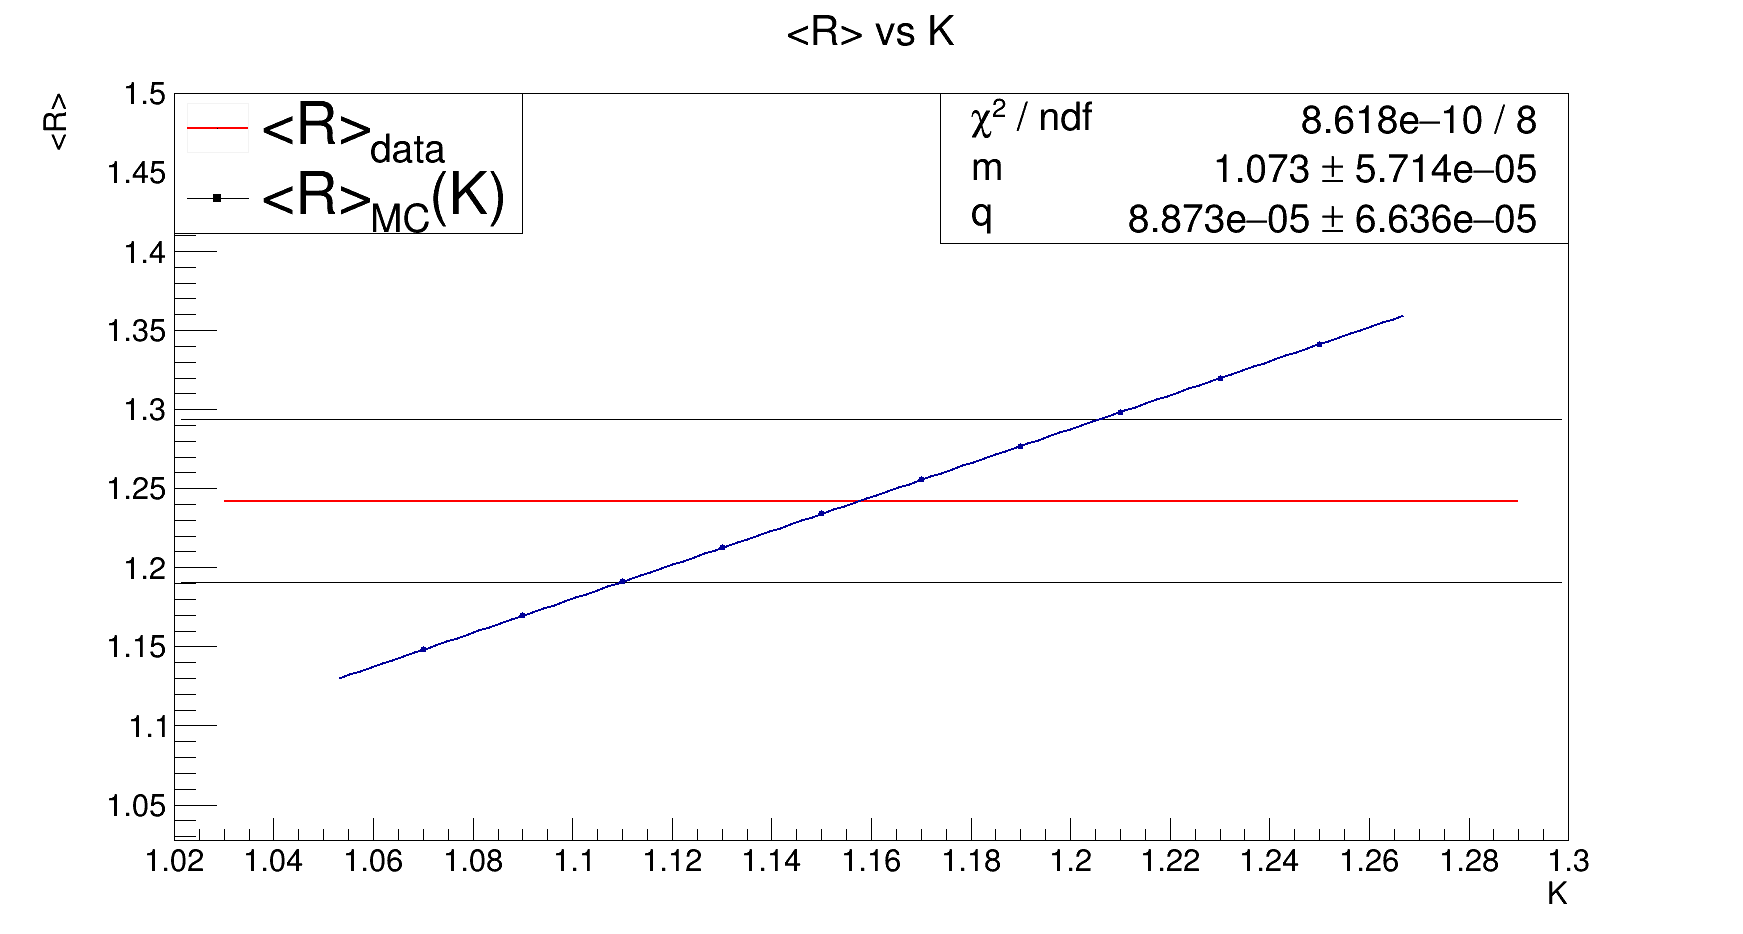 <R> vs K
<R>
1.5
1.45
1.4
1.35
1.3
1.25
1.2
1.15
1.1
1.05
<R>data
<R>MC(K)
χ² / ndf 8.618e−10 / 8
m 1.073 ± 5.714e−05
q 8.873e−05 ± 6.636e−05
1.02 1.04 1.06 1.08 1.1 1.12 1.14 1.16 1.18 1.2 1.22 1.24 1.26 1.28 1.3
K